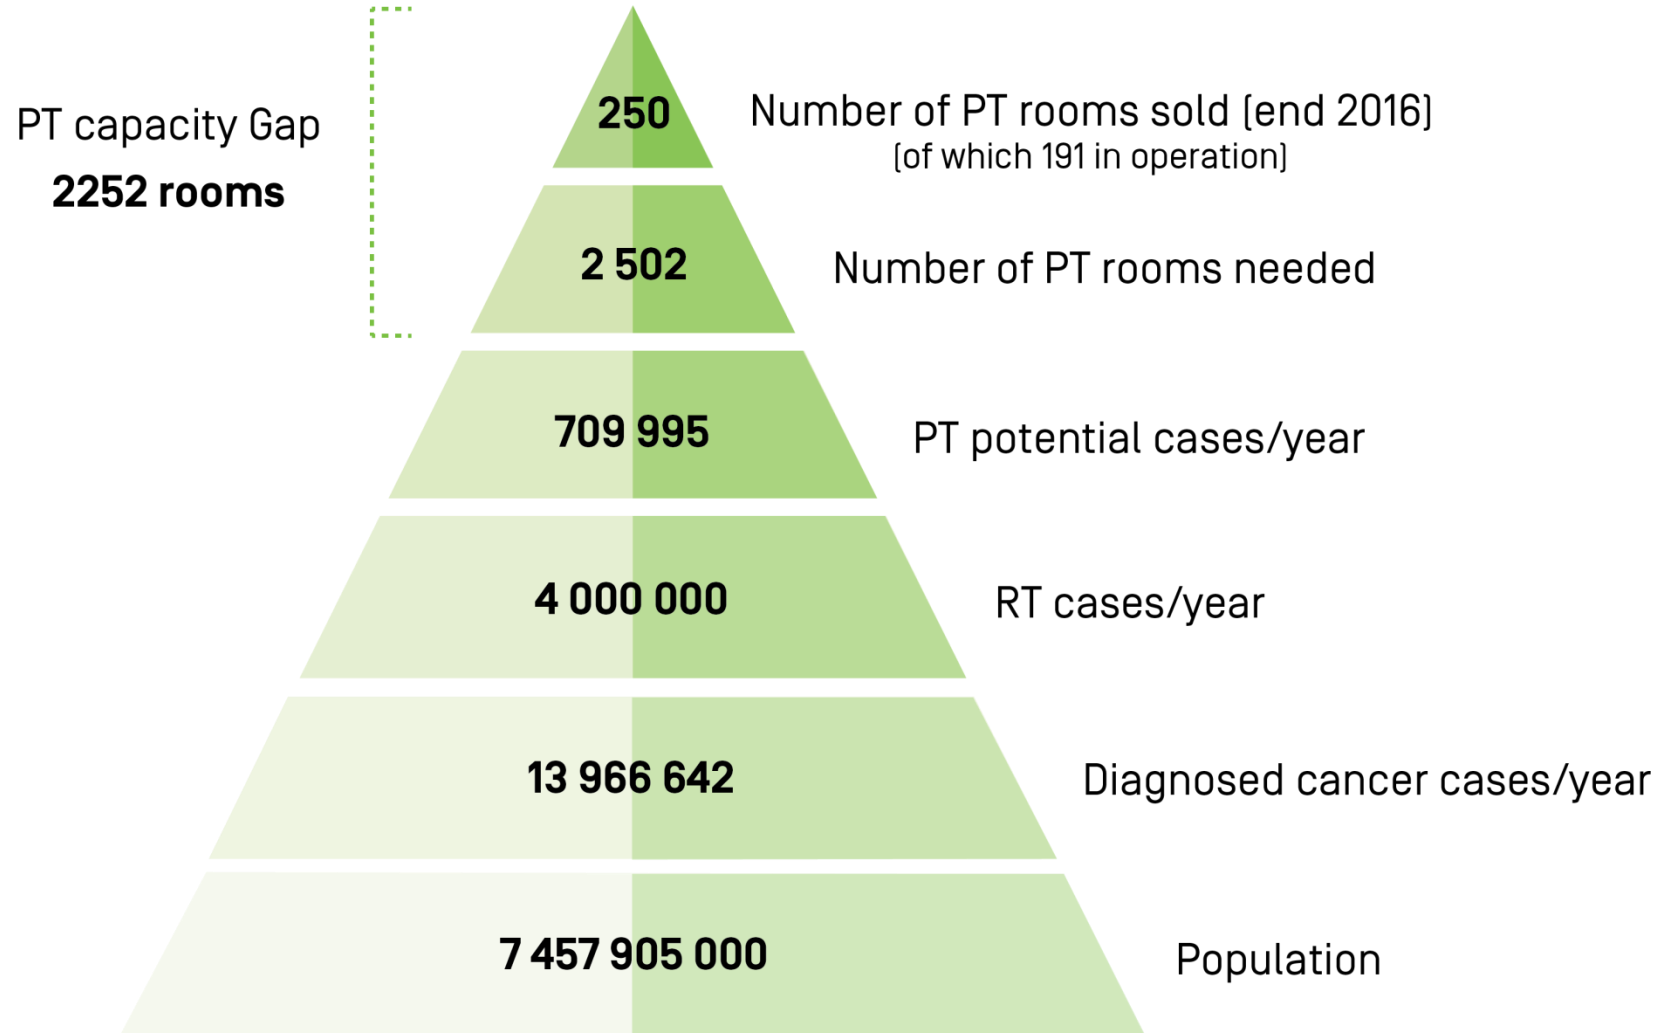 PT capacity Gap
2252 rooms
250
Number of PT rooms sold (end 2016)
(of which 191 in operation)
2 502
Number of PT rooms needed
709 995
PT potential cases/year
4 000 000
RT cases/year
13 966 642
Diagnosed cancer cases/year
7 457 905 000
Population